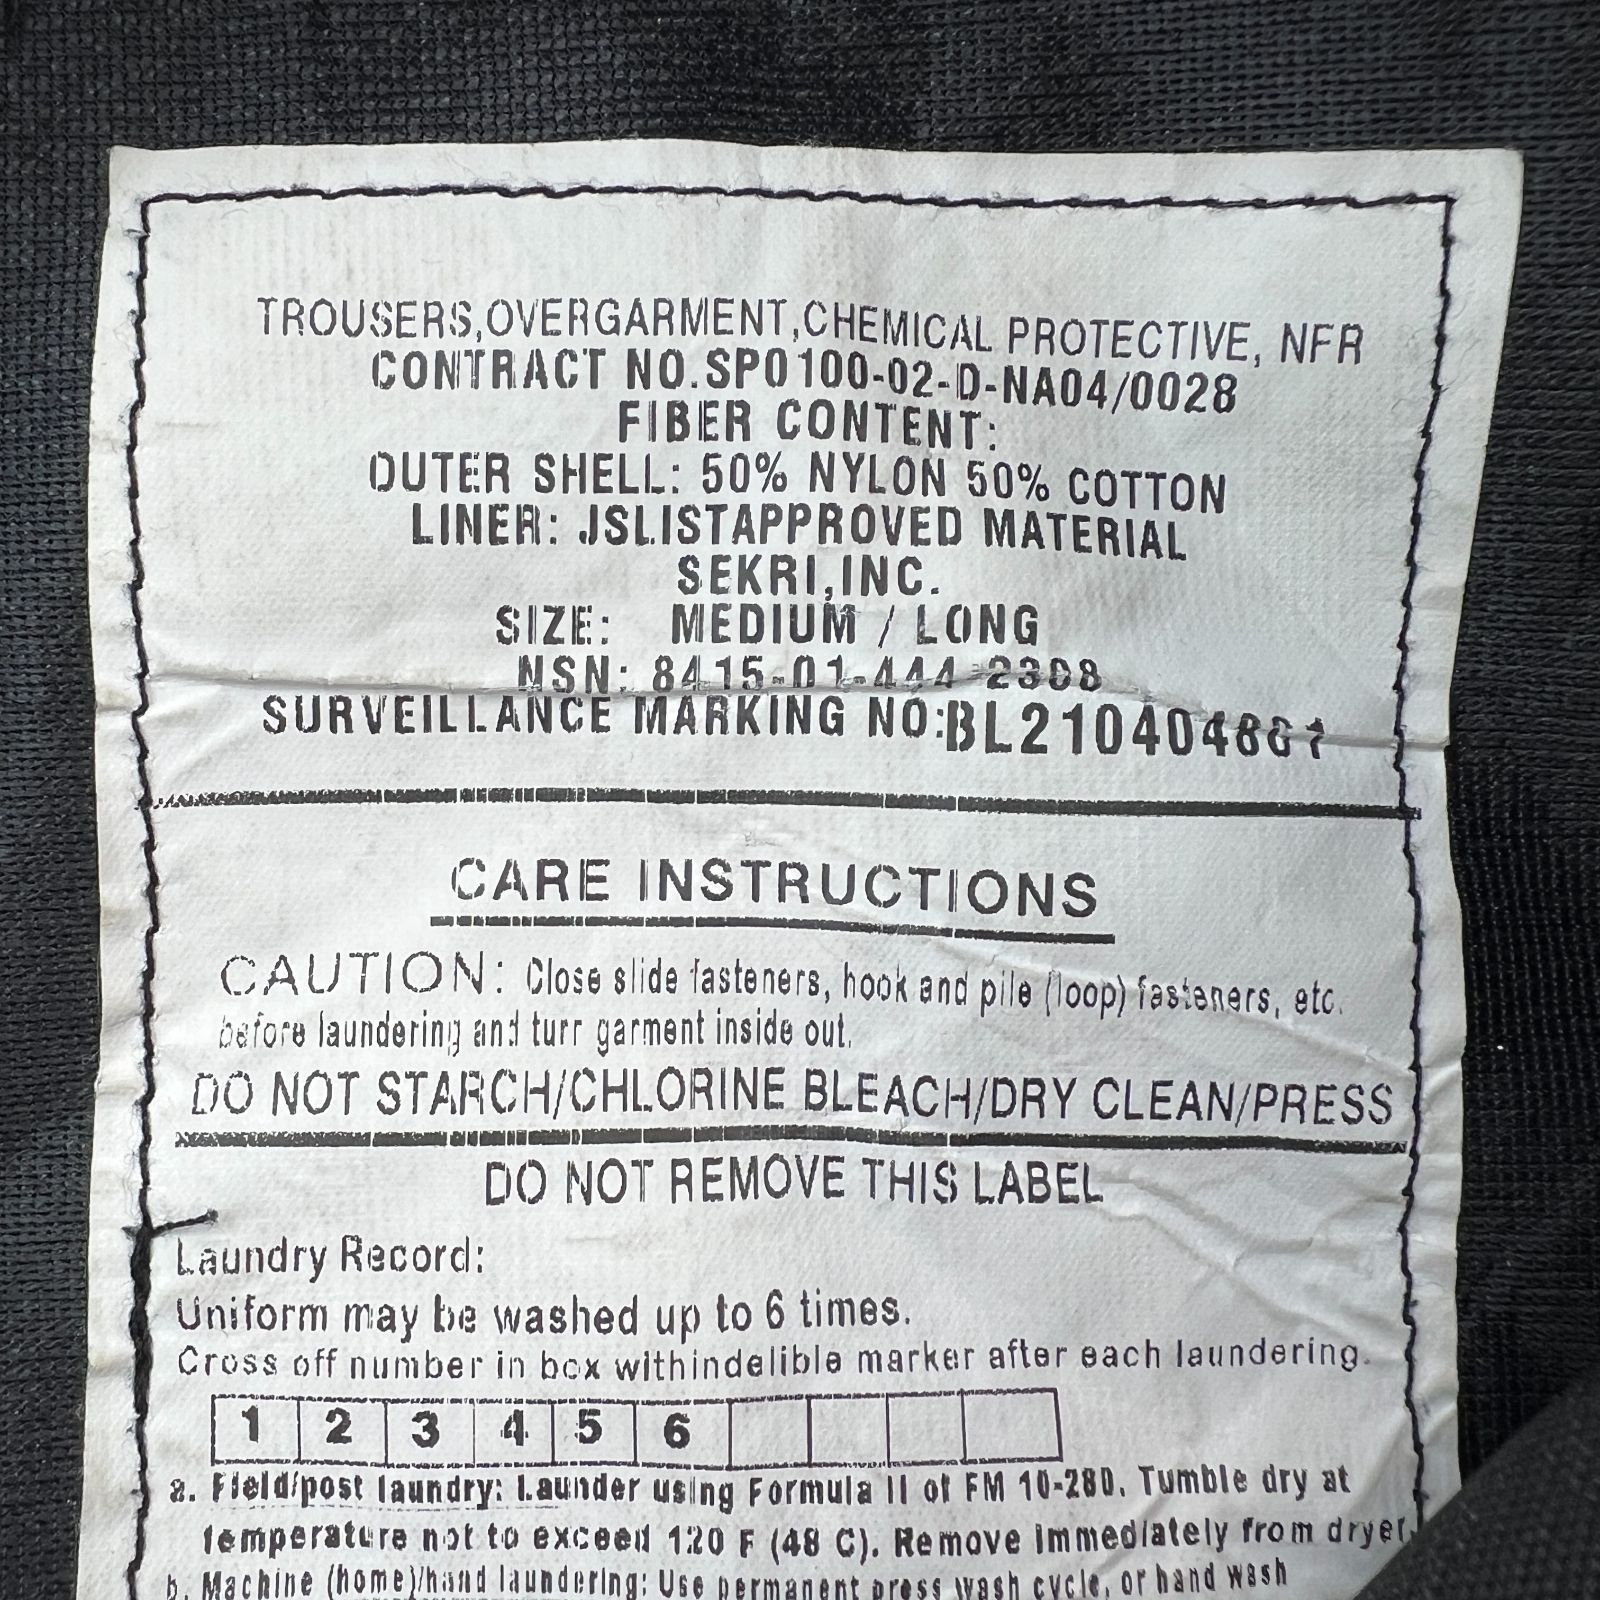 TROUSERS,OVERGARMENT,CHEMICAL PROTECTIVE, NFR
CONTRACT NO.SPO100-02-D-NA04/0028
FIBER CONTENT:
OUTER SHELL: 50% NYLON 50% COTTON
LINER: JSLISTAPPROVED MATERIAL
SEKRI,INC.
SIZE: MEDIUM / LONG
NSN: 8415-01-444-2308
SURVEILLANCE MARKING NO:
CARE INSTRUCTIONS
CAUTION: Close slide fasteners, hook and pile (loop) fasteners, etc.
before laundering and turn garment inside out.
DO NOT STARCH/CHLORINE BLEACH/DRY CLEAN/PRESS
DO NOT REMOVE THIS LABEL
Laundry Record:
Uniform may be washed up to 6 times.
Cross off number in box withindelible marker after each laundering.
1 2 3 4 5 6
a. Field/post laundry: Launder using Formula II of FM 10-280. Tumble dry at
temperature not to exceed 120 F (48 C). Remove immediately from dryer.
b. Machine (home)/hand laundering: Use permanent press wash cycle, or hand wash